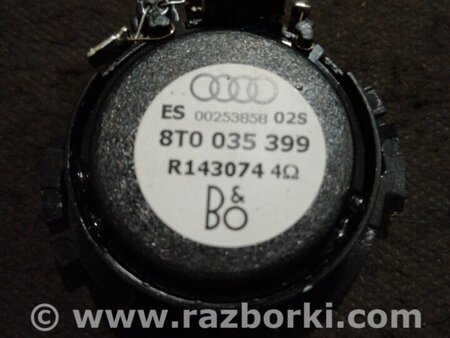 ES 00253858 02S
8T0 035 399
R143074 4Ω
B&O
© www.razborki.com